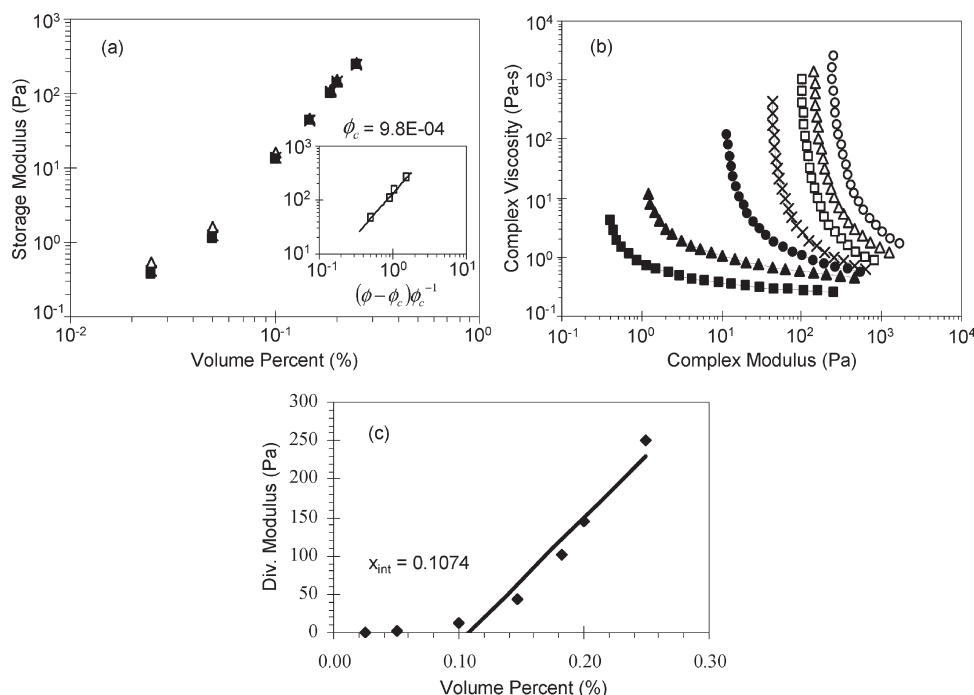 (a)
10³
10²
10¹
10⁰
10⁻¹
Storage Modulus (Pa)
ϕc = 9.8E-04
10³
10²
10¹
10⁻¹ 10⁰ 10¹
(ϕ−ϕc)ϕc⁻¹
10⁻² 10⁻¹ 10⁰
Volume Percent (%)
(b)
10⁴
10³
10²
10¹
10⁰
10⁻¹
Complex Viscosity (Pa-s)
10⁻¹ 10⁰ 10¹ 10² 10³ 10⁴
Complex Modulus (Pa)
(c)
300
250
200
150
100
50
0
Div. Modulus (Pa)
xint = 0.1074
0.00 0.10 0.20 0.30
Volume Percent (%)